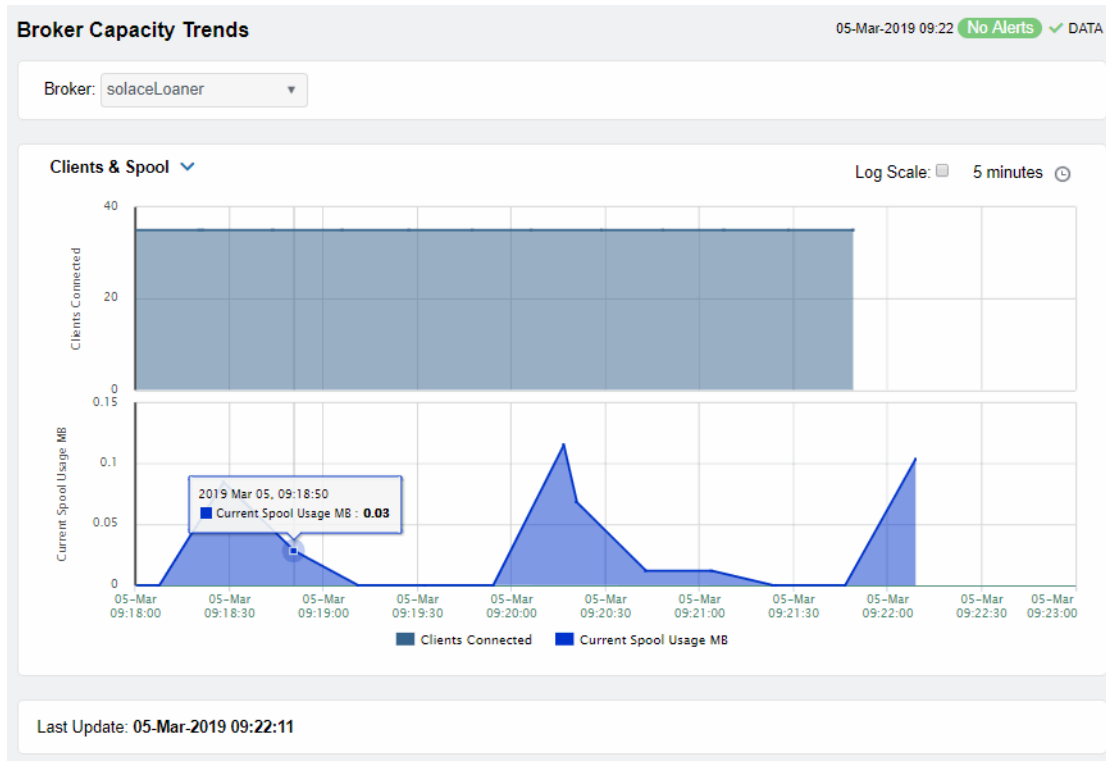 Broker Capacity Trends
05-Mar-2019 09:22 No Alerts DATA
Broker: solaceLoaner
Clients & Spool
Log Scale: 5 minutes
40
20
0
Clients Connected
0.15
0.1
0.05
0
Current Spool Usage MB
2019 Mar 05, 09:18:50
Current Spool Usage MB : 0.03
05-Mar 05-Mar 05-Mar 05-Mar 05-Mar 05-Mar 05-Mar 05-Mar 05-Mar 05-Mar 05-Mar
09:18:00 09:18:30 09:19:00 09:19:30 09:20:00 09:20:30 09:21:00 09:21:30 09:22:00 09:22:30 09:23:00
Clients Connected Current Spool Usage MB
Last Update: 05-Mar-2019 09:22:11